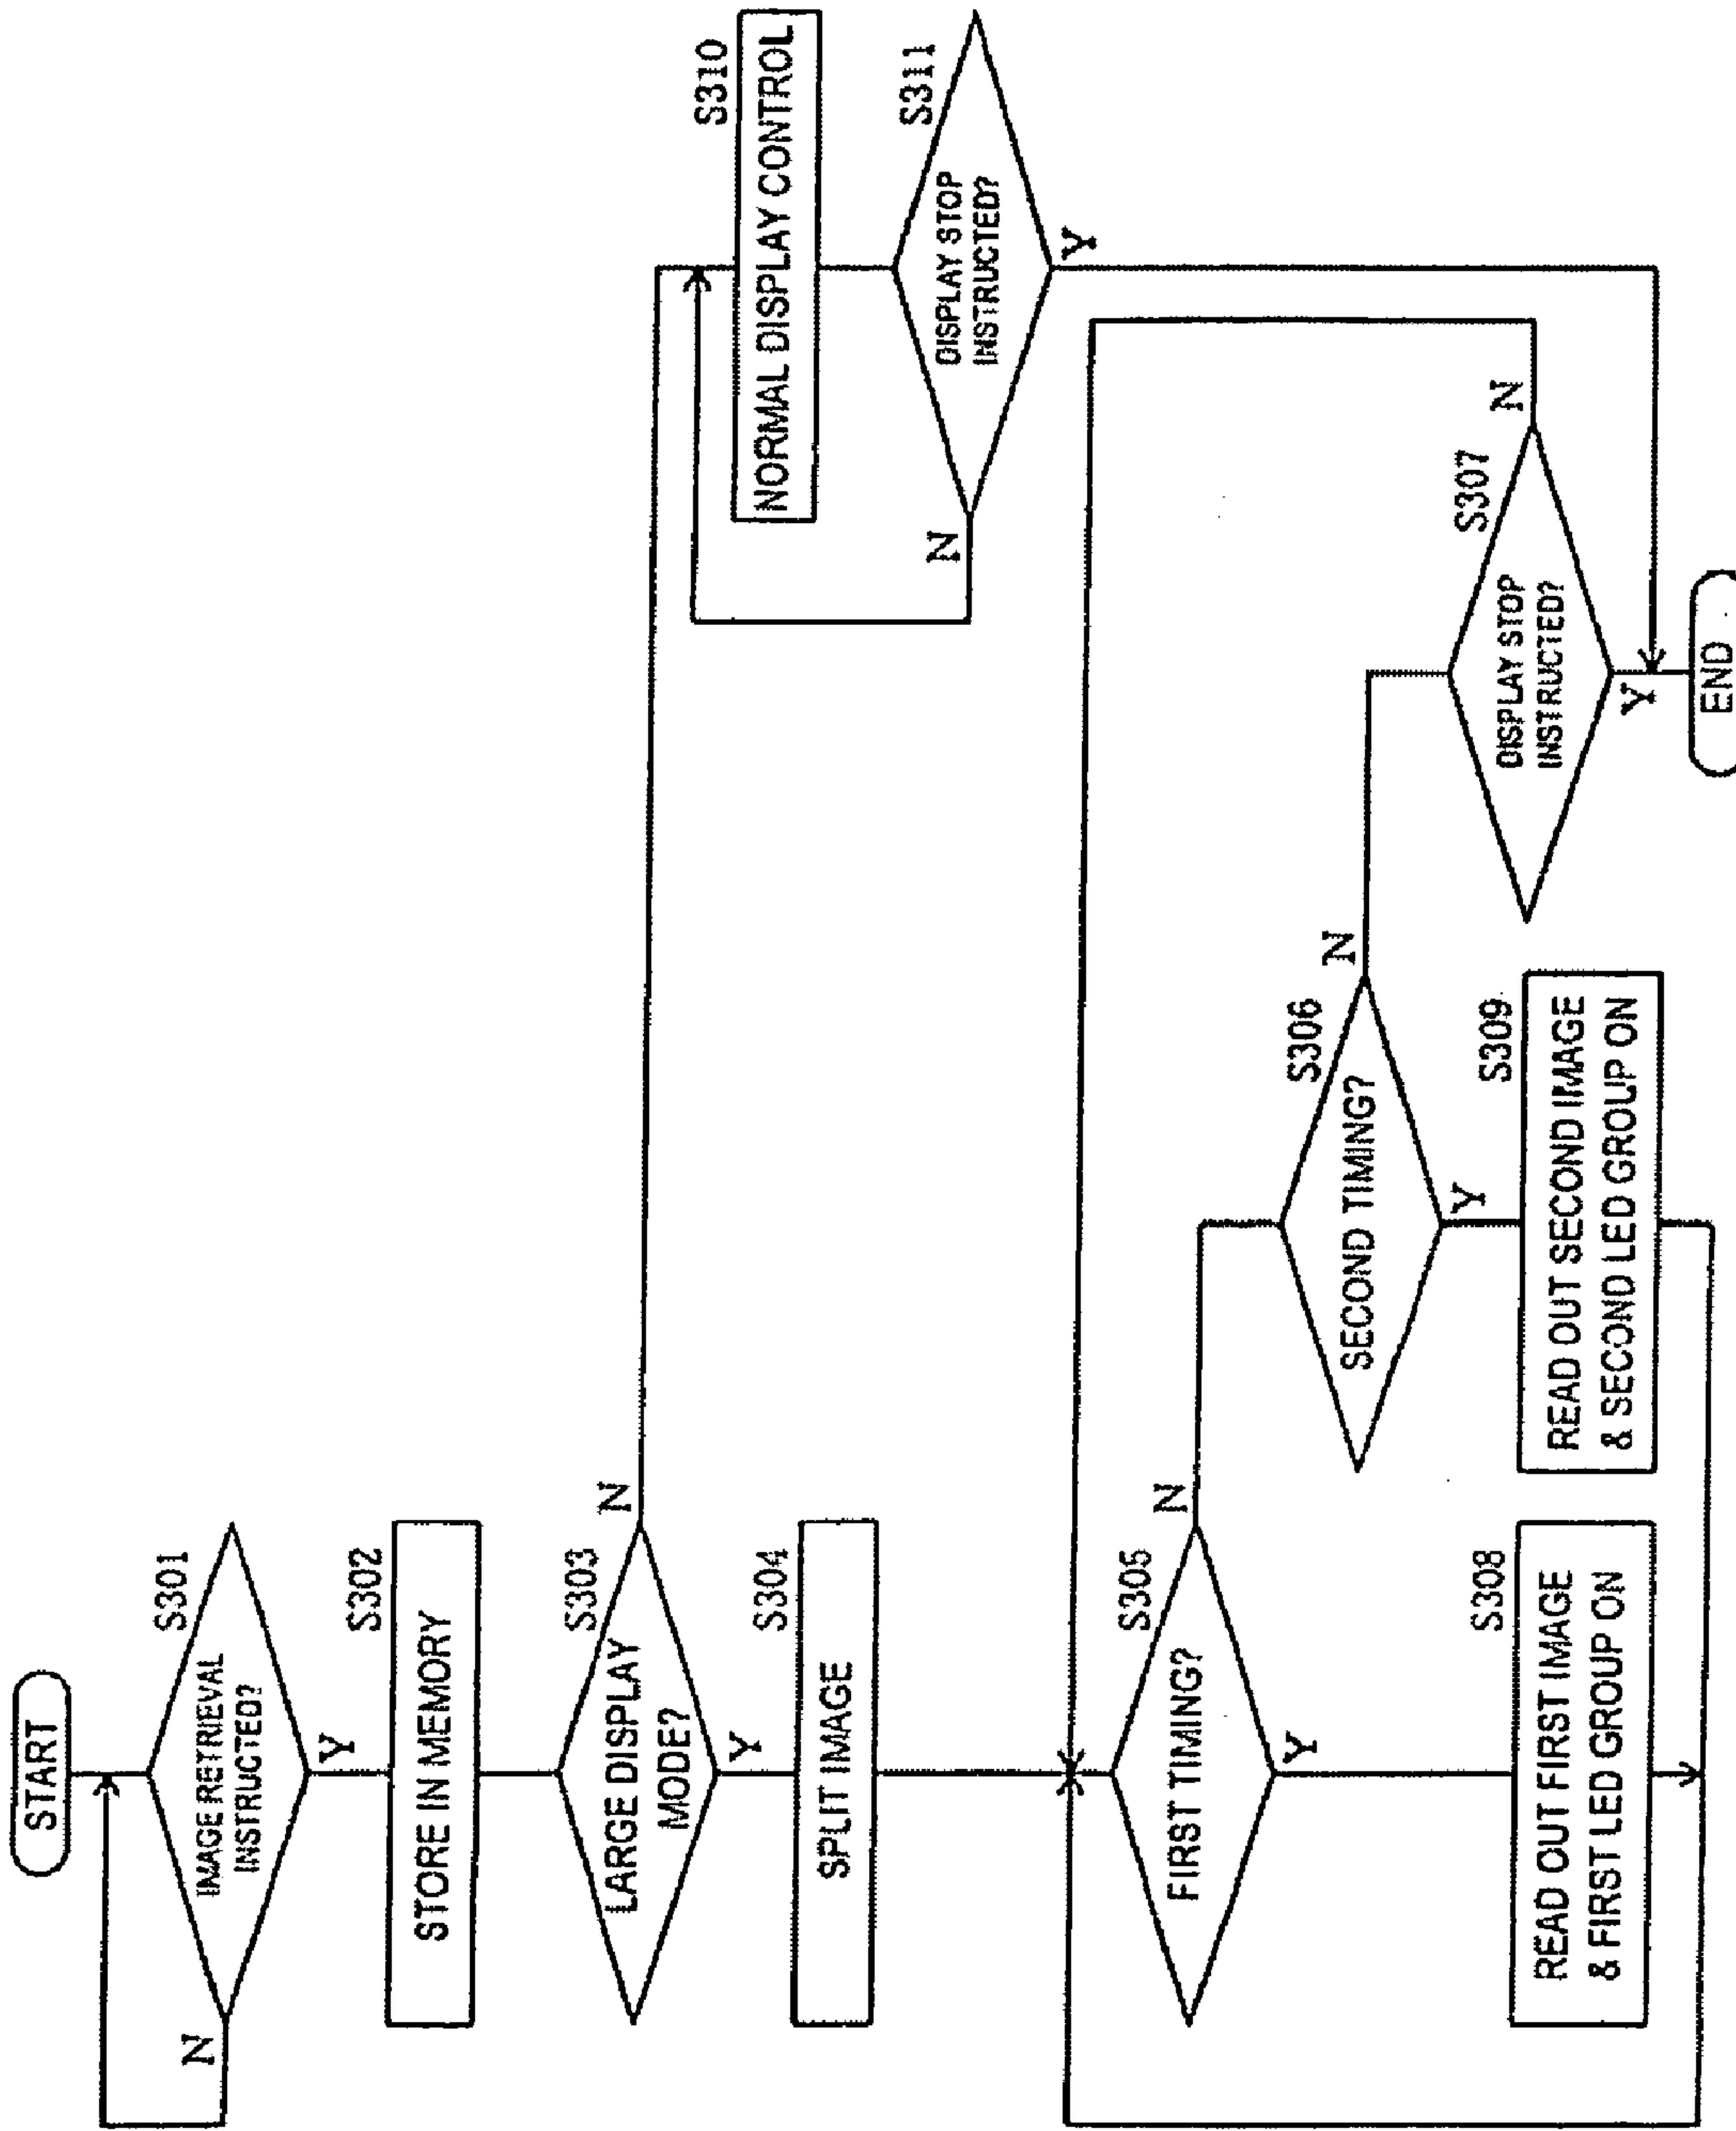 START
S301
IMAGE RETRIEVAL
INSTRUCTED?
N
Y
S302
STORE IN MEMORY
S303
LARGE DISPLAY
MODE?
N
Y
S304
SPLIT IMAGE
S305
FIRST TIMING?
N
Y
S308
READ OUT FIRST IMAGE
& FIRST LED GROUP ON
S306
SECOND TIMING?
N
Y
S309
READ OUT SECOND IMAGE
& SECOND LED GROUP ON
S307
DISPLAY STOP
INSTRUCTED?
N
Y
S310
NORMAL DISPLAY CONTROL
S311
DISPLAY STOP
INSTRUCTED?
N
Y
END